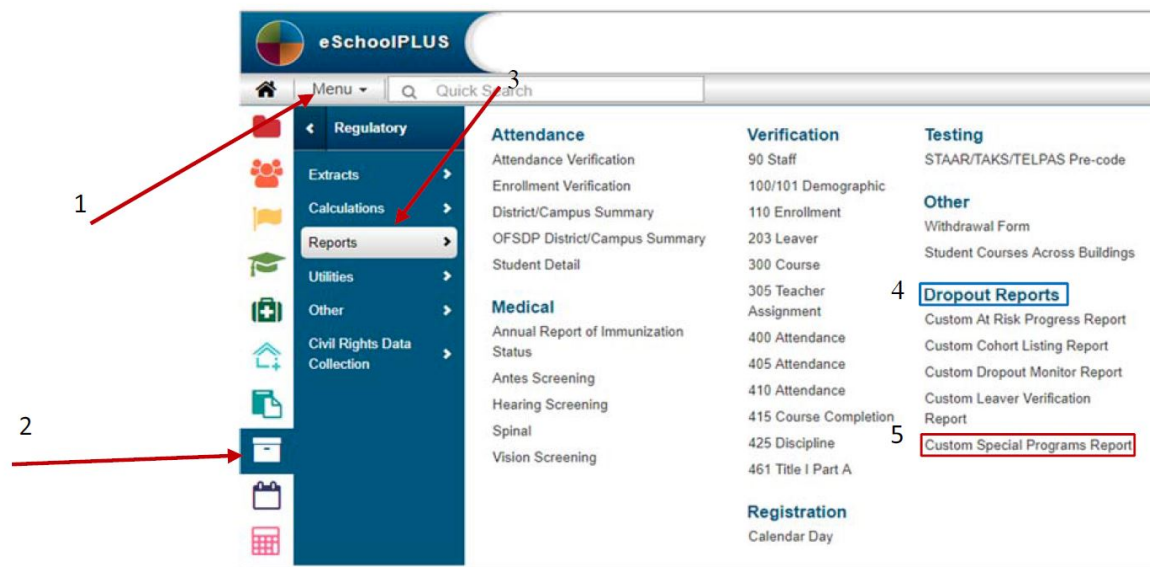 eSchoolPLUS
3
Menu
Quick Search
1
Regulatory
Extracts
Calculations
Reports
Utilities
Other
Civil Rights Data
Collection
2
Attendance
Attendance Verification
Enrollment Verification
District/Campus Summary
OFSDP District/Campus Summary
Student Detail
Medical
Annual Report of Immunization
Status
Antes Screening
Hearing Screening
Spinal
Vision Screening
Verification
90 Staff
100/101 Demographic
110 Enrollment
203 Leaver
300 Course
305 Teacher
Assignment
400 Attendance
405 Attendance
410 Attendance
415 Course Completion
425 Discipline
461 Title I Part A
Registration
Calendar Day
Testing
STAAR/TAKS/TELPAS Pre-code
Other
Withdrawal Form
Student Courses Across Buildings
4
Dropout Reports
Custom At Risk Progress Report
Custom Cohort Listing Report
Custom Dropout Monitor Report
Custom Leaver Verification
Report
5
Custom Special Programs Report